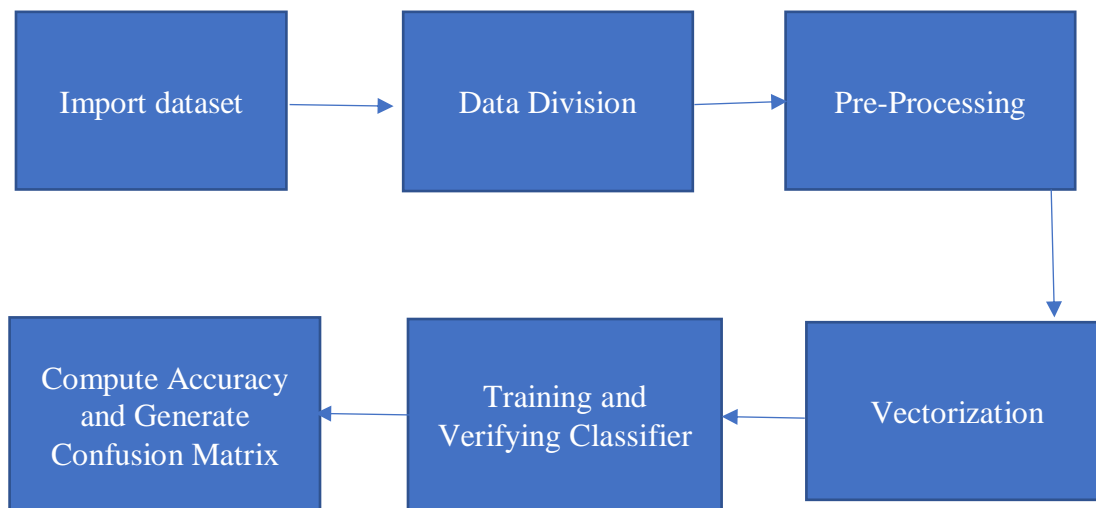 Import dataset
Data Division
Pre-Processing
Vectorization
Training and
Verifying Classifier
Compute Accuracy
and Generate
Confusion Matrix